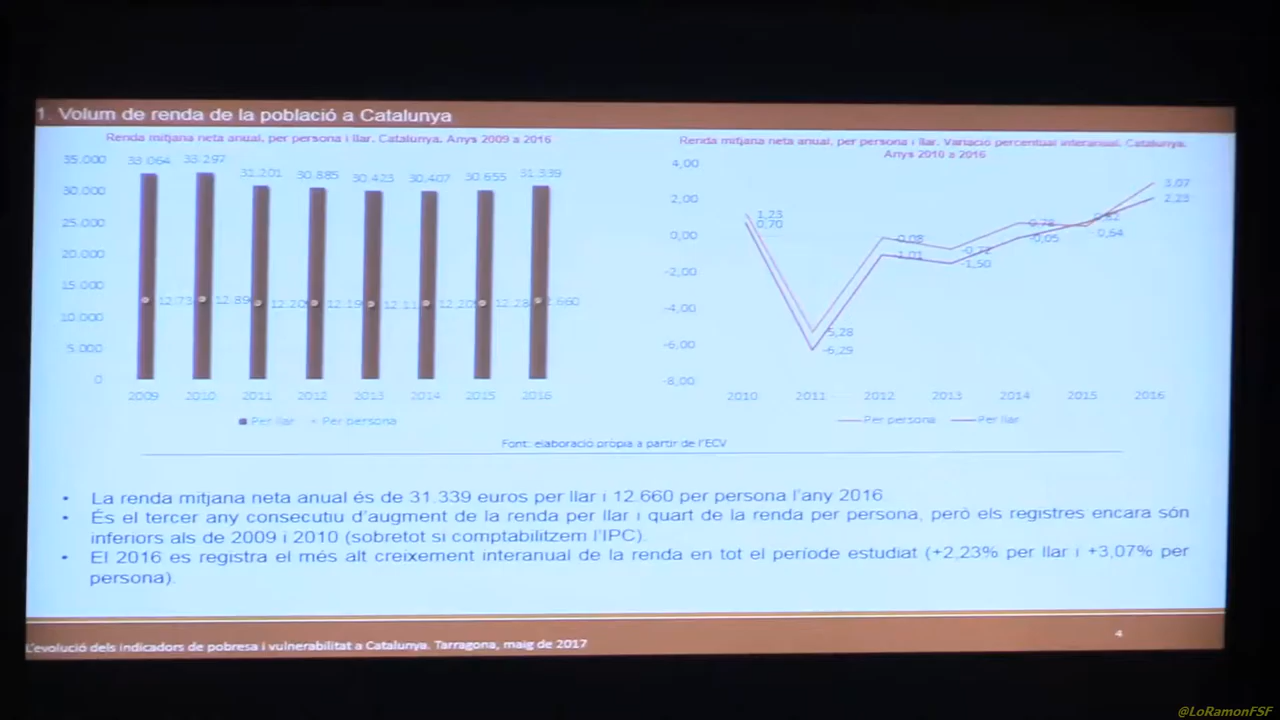 1. Volum de renda de la població a Catalunya
Renda mitjana neta anual, per persona i llar. Catalunya. Anys 2009 a 2016
35.000
30.000
25.000
20.000
15.000
10.000
5.000
0
33.064 33.297 31.201 30.885 30.423 30.407 30.655 31.339
12.73 12.89 12.20 12.19 12.11 12.20 12.28 .660
2009 2010 2011 2012 2013 2014 2015 2016
Per llar Per persona
Renda mitjana neta anual, per persona i llar. Variació percentual interanual. Catalunya.
Anys 2010 a 2016
4,00
2,00
0,00
-2,00
-4,00
-6,00
-8,00
1,23
0,70
-5,28
-6,29
-0,08
-1,01
-0,72
-1,50
0,78
-0,05
0,64
3,07
2,23
2010 2011 2012 2013 2014 2015 2016
Per persona Per llar
Font: elaboració pròpia a partir de l'ECV
• La renda mitjana neta anual és de 31.339 euros per llar i 12.660 per persona l'any 2016
• És el tercer any consecutiu d'augment de la renda per llar i quart de la renda per persona, però els registres encara són
inferiors als de 2009 i 2010 (sobretot si comptabilitzem l'IPC).
• El 2016 es registra el més alt creixement interanual de la renda en tot el període estudiat (+2,23% per llar i +3,07% per
persona).
L'evolució dels indicadors de pobresa i vulnerabilitat a Catalunya. Tarragona, maig de 2017
4
@LoRamonFSF